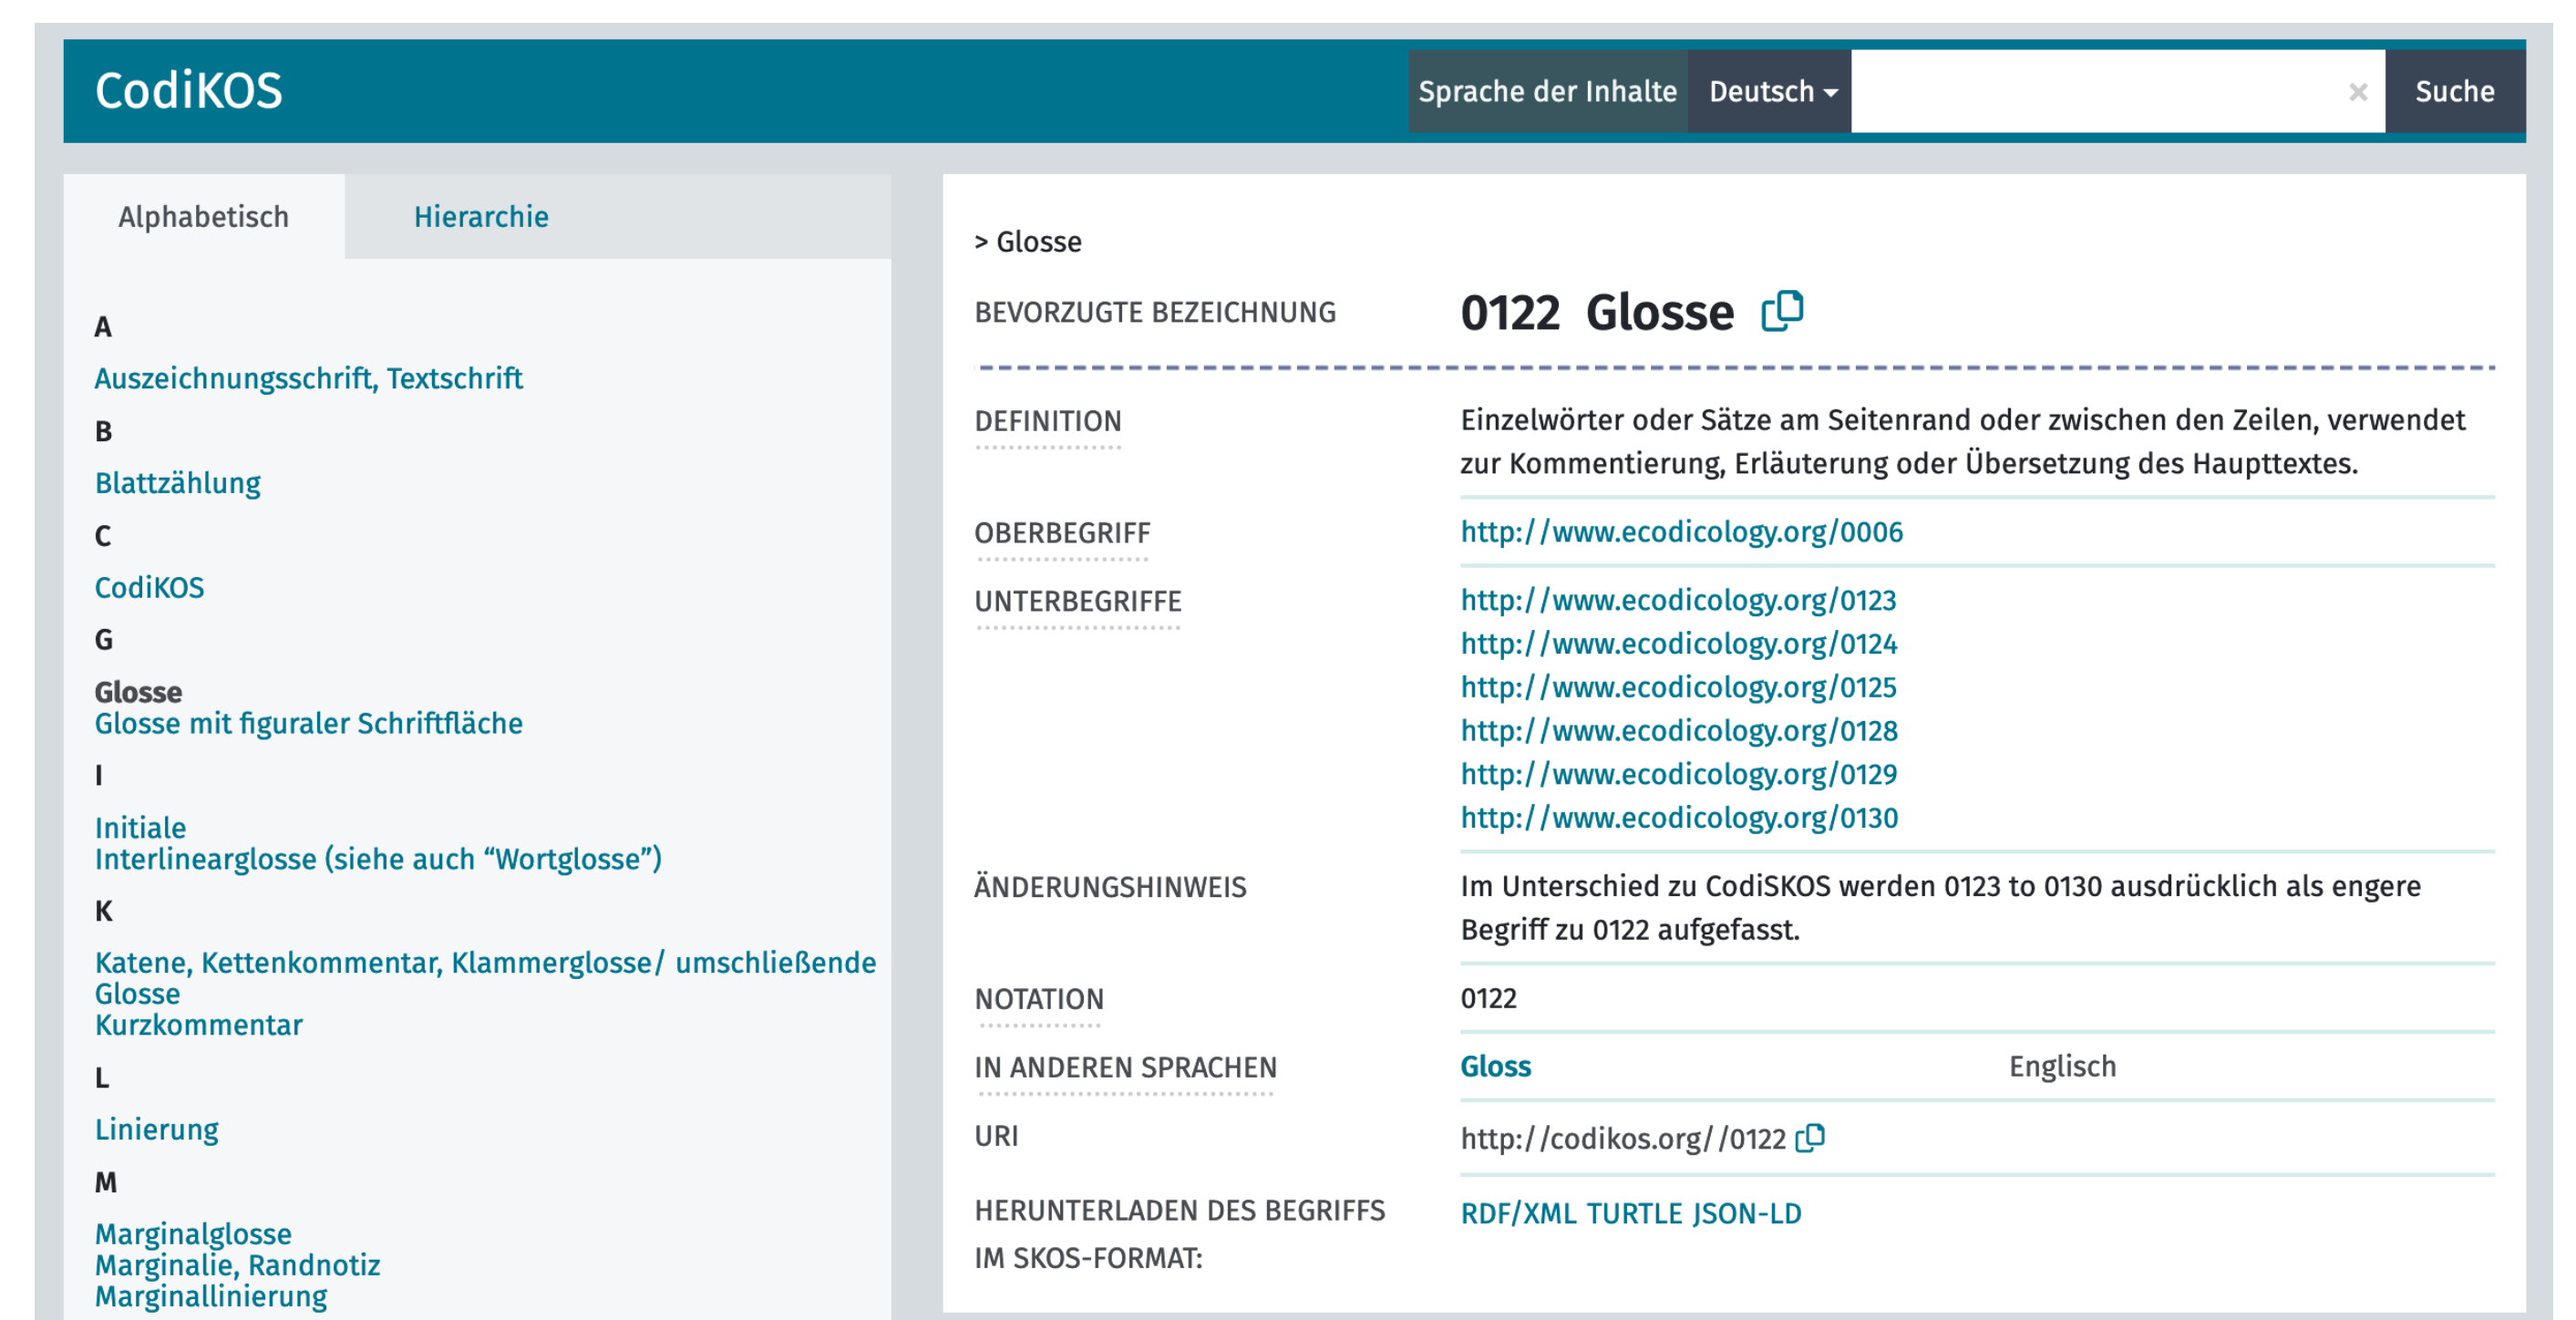 CodiKOS
Sprache der Inhalte
Deutsch
×
Suche
Alphabetisch
Hierarchie
A
Auszeichnungsschrift, Textschrift
B
Blattzählung
C
CodiKOS
G
Glosse
Glosse mit figuraler Schriftfläche
I
Initiale
Interlinearglosse (siehe auch “Wortglosse”)
K
Katene, Kettenkommentar, Klammerglosse/ umschließende
Glosse
Kurzkommentar
L
Linierung
M
Marginalglosse
Marginalie, Randnotiz
Marginallinierung
> Glosse
BEVORZUGTE BEZEICHNUNG
0122 Glosse
DEFINITION
Einzelwörter oder Sätze am Seitenrand oder zwischen den Zeilen, verwendet
zur Kommentierung, Erläuterung oder Übersetzung des Haupttextes.
OBERBEGRIFF
http://www.ecodicology.org/0006
UNTERBEGRIFFE
http://www.ecodicology.org/0123
http://www.ecodicology.org/0124
http://www.ecodicology.org/0125
http://www.ecodicology.org/0128
http://www.ecodicology.org/0129
http://www.ecodicology.org/0130
ÄNDERUNGSHINWEIS
Im Unterschied zu CodiSKOS werden 0123 to 0130 ausdrücklich als engere
Begriff zu 0122 aufgefasst.
NOTATION
0122
IN ANDEREN SPRACHEN
Gloss
Englisch
URI
http://codikos.org//0122
HERUNTERLADEN DES BEGRIFFS
IM SKOS-FORMAT:
RDF/XML TURTLE JSON-LD